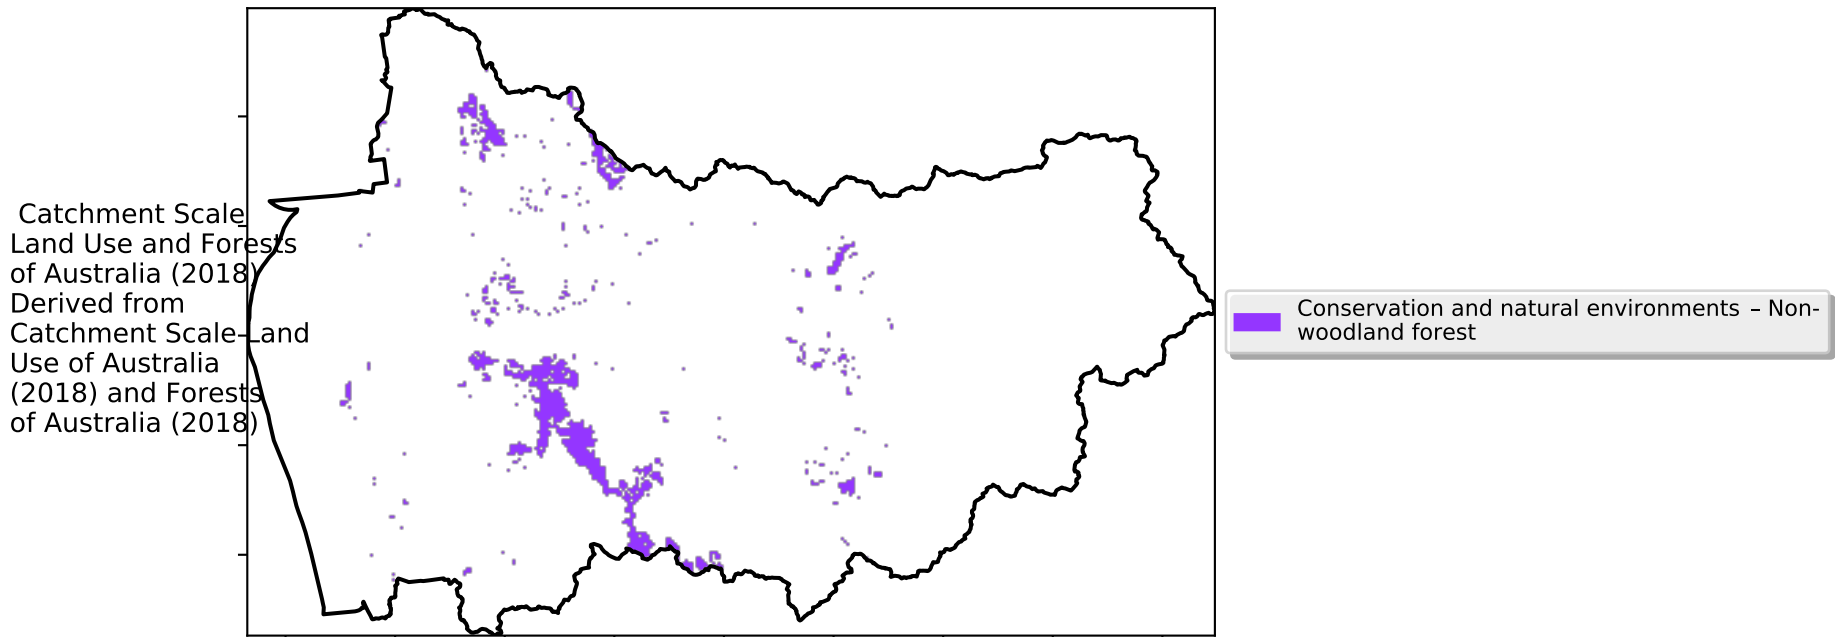 Catchment Scale
Land Use and Forests
of Australia (2018)
Derived from
Catchment Scale Land
Use of Australia
(2018) and Forests
of Australia (2018)
Conservation and natural environments – Non-
woodland forest